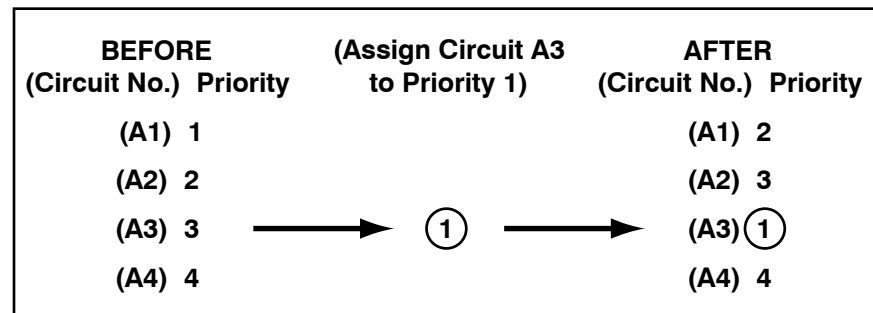 BEFORE (Assign Circuit A3 AFTER
(Circuit No.) Priority to Priority 1) (Circuit No.) Priority
(A1) 1 (A1) 2
(A2) 2 (A2) 3
(A3) 3 1 (A3) 1
(A4) 4 (A4) 4